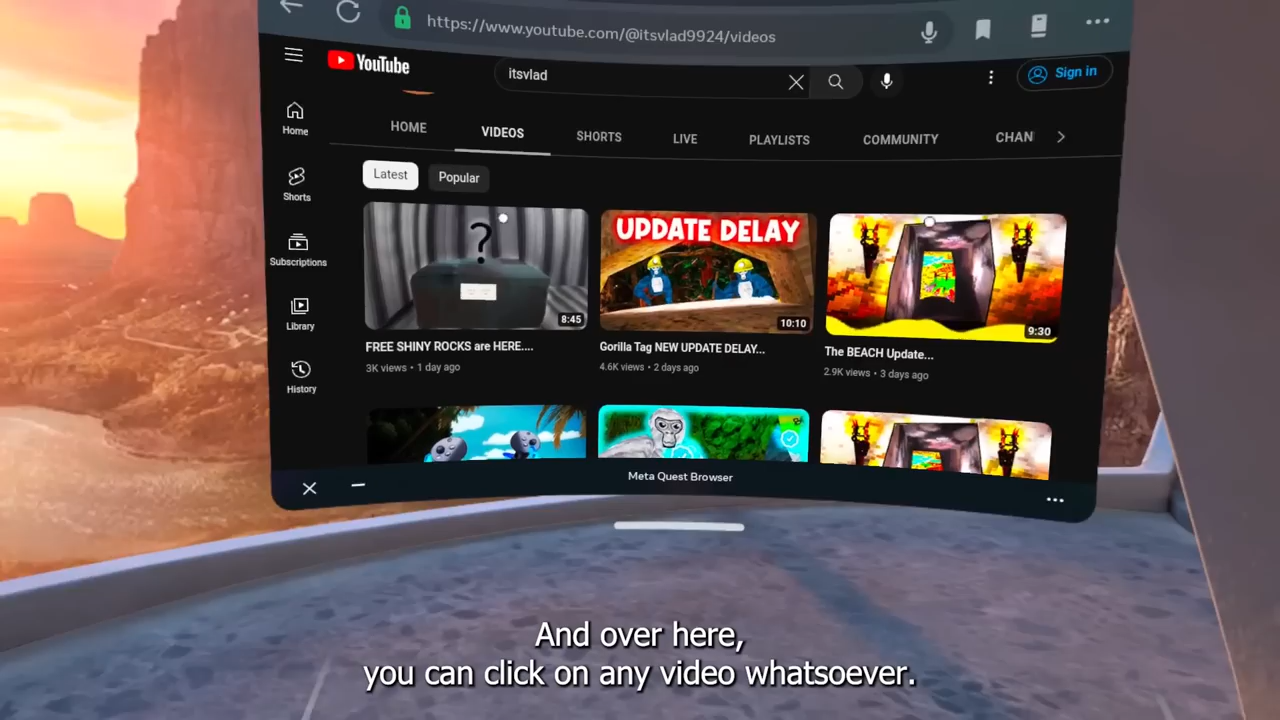 https://www.youtube.com/@itsvlad9924/videos
YouTube
itsvlad
Sign in
HOME
VIDEOS
SHORTS
LIVE
PLAYLISTS
COMMUNITY
CHAN
Home
Shorts
Subscriptions
Library
History
Latest
Popular
?
8:45
UPDATE DELAY
10:10
9:30
FREE SHINY ROCKS are HERE....
3K views • 1 day ago
Gorilla Tag NEW UPDATE DELAY...
4.6K views • 2 days ago
The BEACH Update...
2.9K views • 3 days ago
Meta Quest Browser
And over here,
you can click on any video whatsoever.